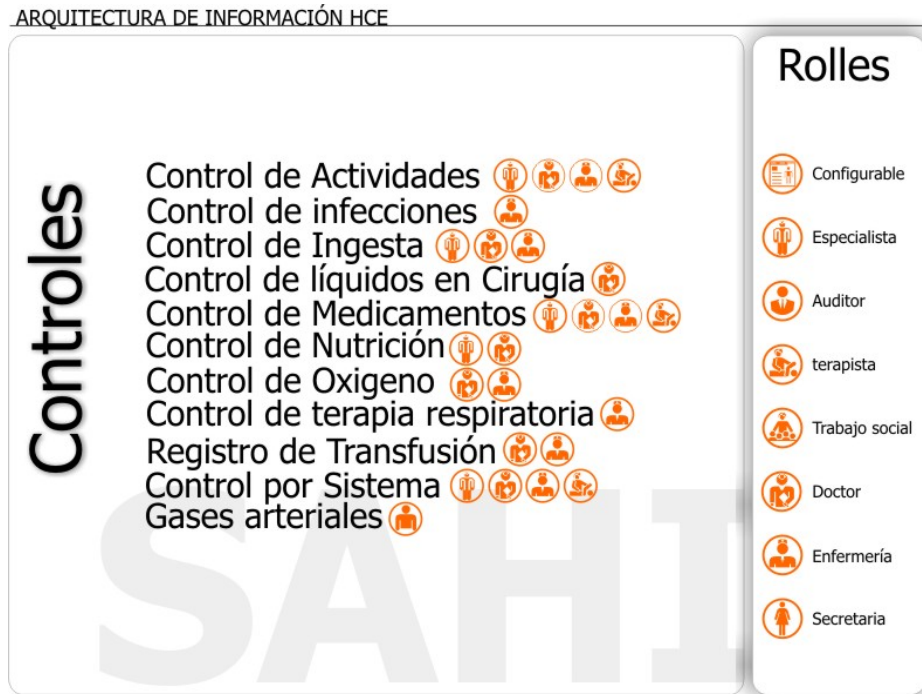 ARQUITECTURA DE INFORMACIÓN HCE
Controles
Control de Actividades
Control de infecciones
Control de Ingesta
Control de líquidos en Cirugía
Control de Medicamentos
Control de Nutrición
Control de Oxigeno
Control de terapia respiratoria
Registro de Transfusión
Control por Sistema
Gases arteriales
SAHI
Rolles
Configurable
Especialista
Auditor
terapista
Trabajo social
Doctor
Enfermería
Secretaria